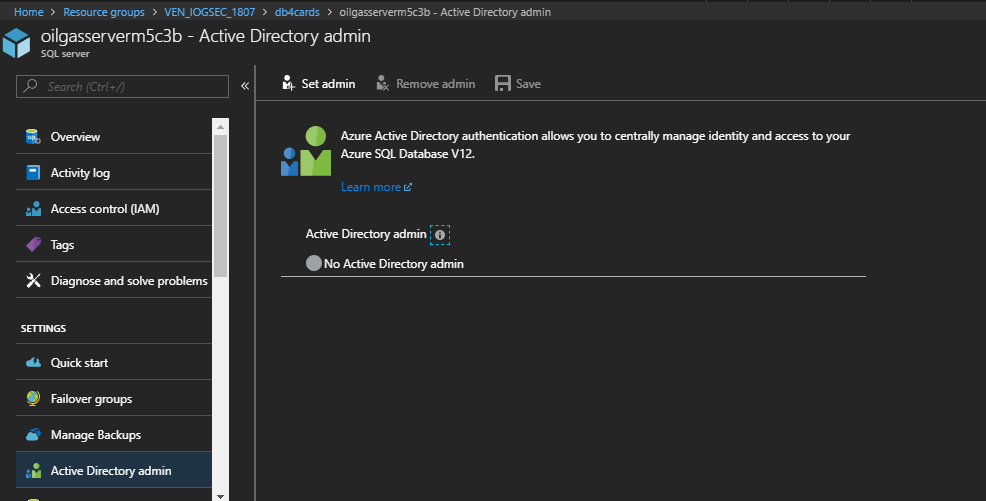 Home > Resource groups > VEN_IOGSEC_1807 > db4cards > oilgasserverm5c3b - Active Directory admin
oilgasserverm5c3b - Active Directory admin
SQL server
Search (Ctrl+/)
«
Overview
Activity log
Access control (IAM)
Tags
Diagnose and solve problems
SETTINGS
Quick start
Failover groups
Manage Backups
Active Directory admin
Set admin
Remove admin
Save
Azure Active Directory authentication allows you to centrally manage identity and access to your
Azure SQL Database V12.
Learn more
Active Directory admin
No Active Directory admin